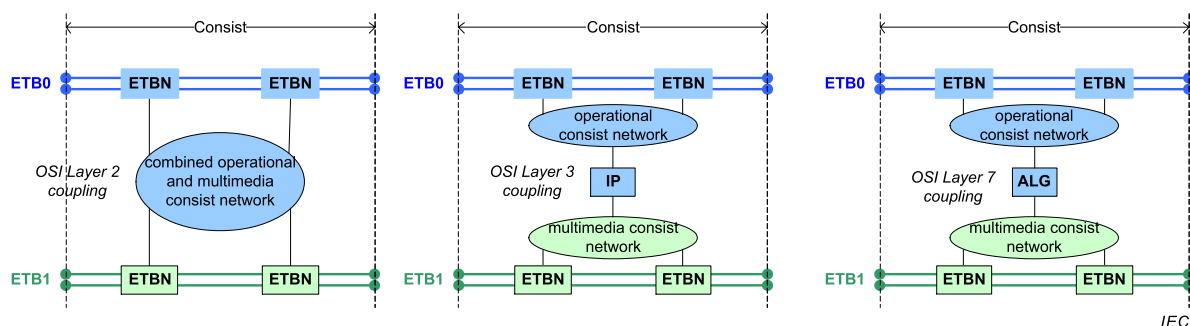 Consist
ETB0
ETBN
ETBN
OSI Layer 2
coupling
combined operational
and multimedia
consist network
ETB1
ETBN
ETBN
Consist
ETB0
ETBN
ETBN
operational
consist network
OSI Layer 3
coupling
IP
multimedia consist
network
ETB1
ETBN
ETBN
Consist
ETB0
ETBN
ETBN
operational
consist network
OSI Layer 7
coupling
ALG
multimedia consist
network
ETB1
ETBN
ETBN
IEC